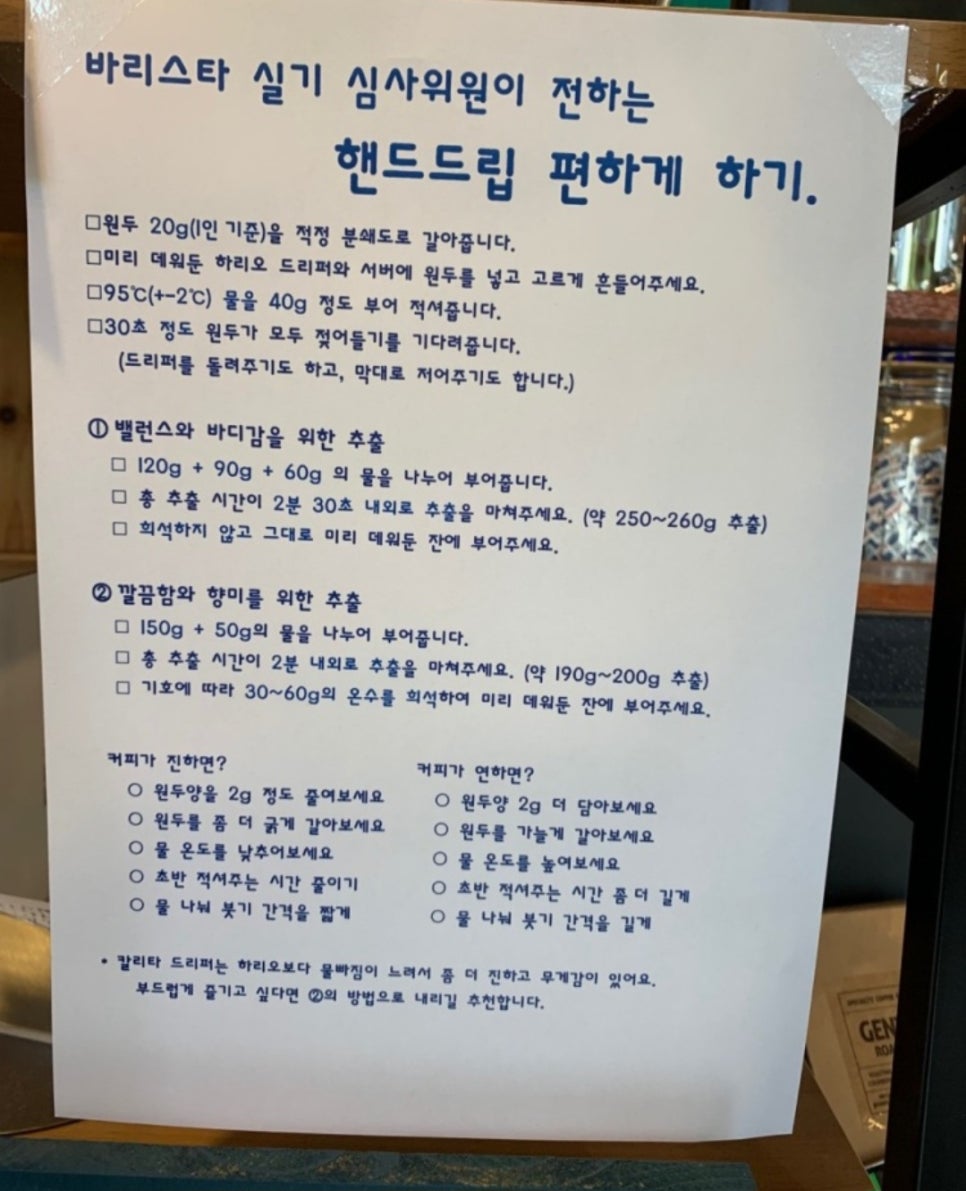 바리스타 실기 심사위원이 전하는
핸드드립 편하게 하기.
□원두 20g(1인 기준)을 적정 분쇄도로 갈아줍니다.
□미리 데워둔 하리오 드리퍼와 서버에 원두를 넣고 고르게 흔들어주세요.
□95℃(+-2℃) 물을 40g 정도 부어 적셔줍니다.
□30초 정도 원두가 모두 젖어들기를 기다려줍니다.
(드리퍼를 돌려주기도 하고, 막대로 저어주기도 합니다.)
① 밸런스와 바디감을 위한 추출
□ 120g + 90g + 60g 의 물을 나누어 부어줍니다.
□ 총 추출 시간이 2분 30초 내외로 추출을 마쳐주세요. (약 250~260g 추출)
□ 희석하지 않고 그대로 미리 데워둔 잔에 부어주세요.
② 깔끔함와 향미를 위한 추출
□ 150g + 50g의 물을 나누어 부어줍니다.
□ 총 추출 시간이 2분 내외로 추출을 마쳐주세요. (약 190g~200g 추출)
□ 기호에 따라 30~60g의 온수를 희석하여 미리 데워둔 잔에 부어주세요.
커피가 진하면?
○ 원두양을 2g 정도 줄여보세요
○ 원두를 좀 더 굵게 갈아보세요
○ 물 온도를 낮추어보세요
○ 초반 적셔주는 시간 줄이기
○ 물 나눠 붓기 간격을 짧게
커피가 연하면?
○ 원두양 2g 더 담아보세요
○ 원두를 가늘게 갈아보세요
○ 물 온도를 높여보세요
○ 초반 적셔주는 시간 좀 더 길게
○ 물 나눠 붓기 간격을 길게
• 칼리타 드리퍼는 하리오보다 물빠짐이 느려서 좀 더 진하고 무게감이 있어요.
부드럽게 즐기고 싶다면 ②의 방법으로 내리길 추천합니다.